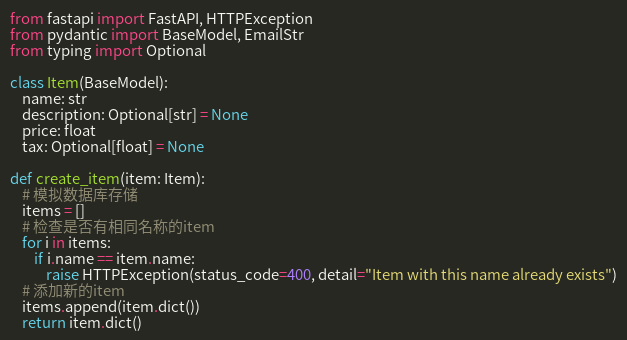 from fastapi import FastAPI, HTTPException
from pydantic import BaseModel, EmailStr
from typing import Optional

class Item(BaseModel):
    name: str
    description: Optional[str] = None
    price: float
    tax: Optional[float] = None

def create_item(item: Item):
    # 模拟数据库存储
    items = []
    # 检查是否有相同名称的item
    for i in items:
        if i.name == item.name:
            raise HTTPException(status_code=400, detail="Item with this name already exists")
    # 添加新的item
    items.append(item.dict())
    return item.dict()